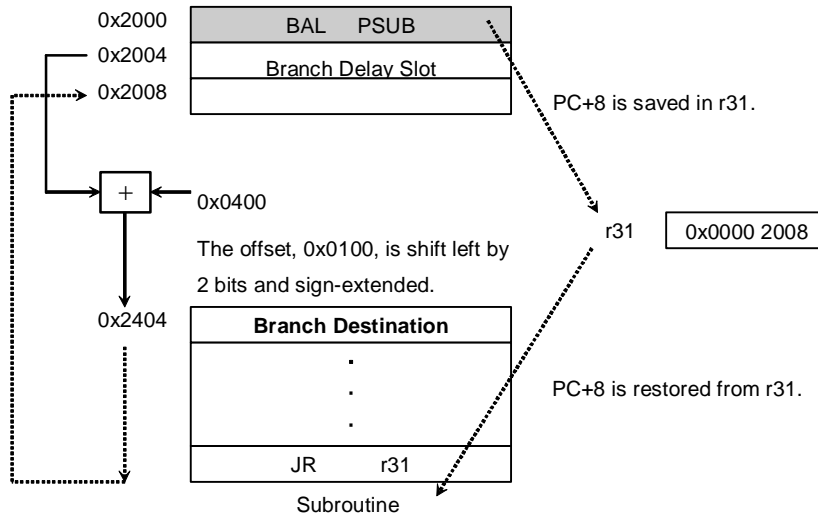 0x2000 BAL PSUB
0x2004 Branch Delay Slot
0x2008
PC+8 is saved in r31.
+
0x0400
The offset, 0x0100, is shift left by
2 bits and sign-extended.
r31 0x0000 2008
0x2404 Branch Destination
.
.
.
PC+8 is restored from r31.
JR r31
Subroutine